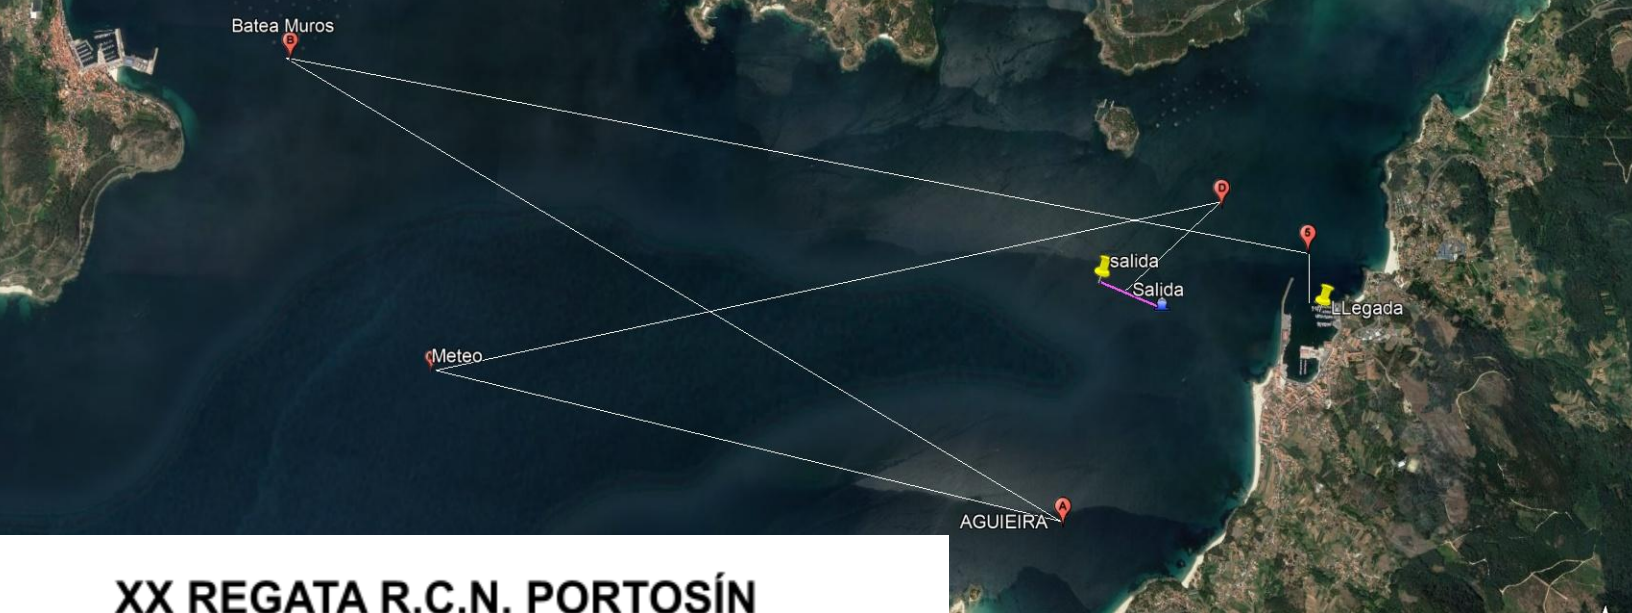 Batea Muros
B
D
5
salida
Salida
LLegada
Meteo
A
AGUIEIRA
XX REGATA R.C.N. PORTOSÍN